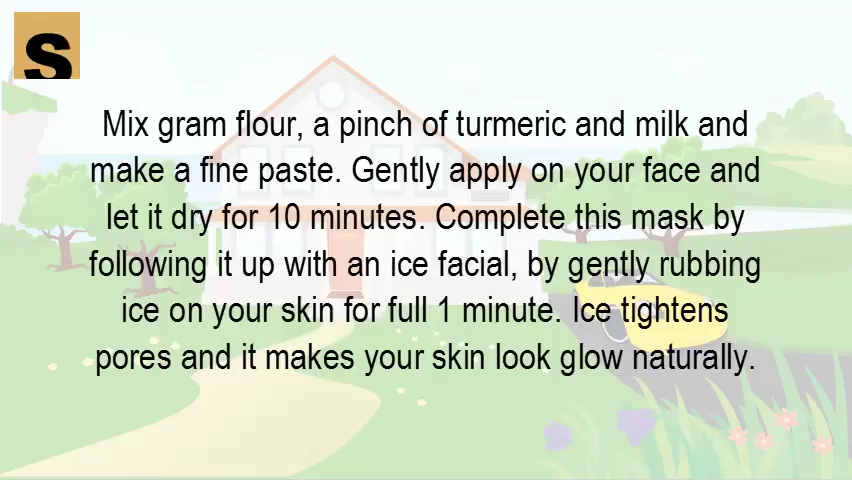 S
Mix gram flour, a pinch of turmeric and milk and
make a fine paste. Gently apply on your face and
let it dry for 10 minutes. Complete this mask by
following it up with an ice facial, by gently rubbing
ice on your skin for full 1 minute. Ice tightens
pores and it makes your skin look glow naturally.